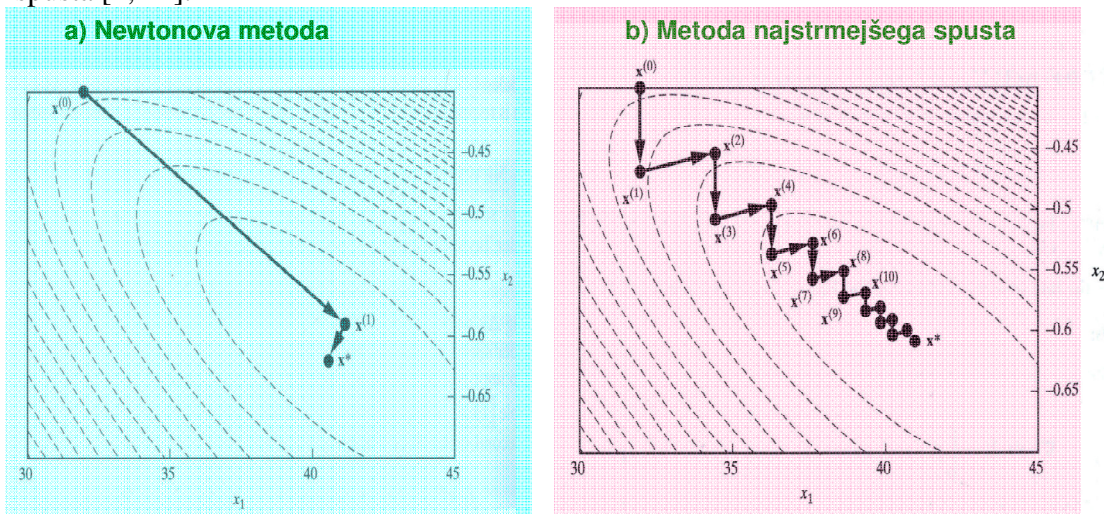 a) Newtonova metoda
x(0)
-0.45
-0.5
-0.55
x2
x(1)
-0.6
x*
-0.65
30
35
40
45
x1
b) Metoda najstrmejšega spusta
x(0)
-0.45
x(2)
x(1)
x(4)
-0.5
x(3)
x(6)
x(5)
x(8)
-0.55
x2
x(7)
x(10)
x(9)
-0.6
x*
-0.65
30
35
40
45
x1